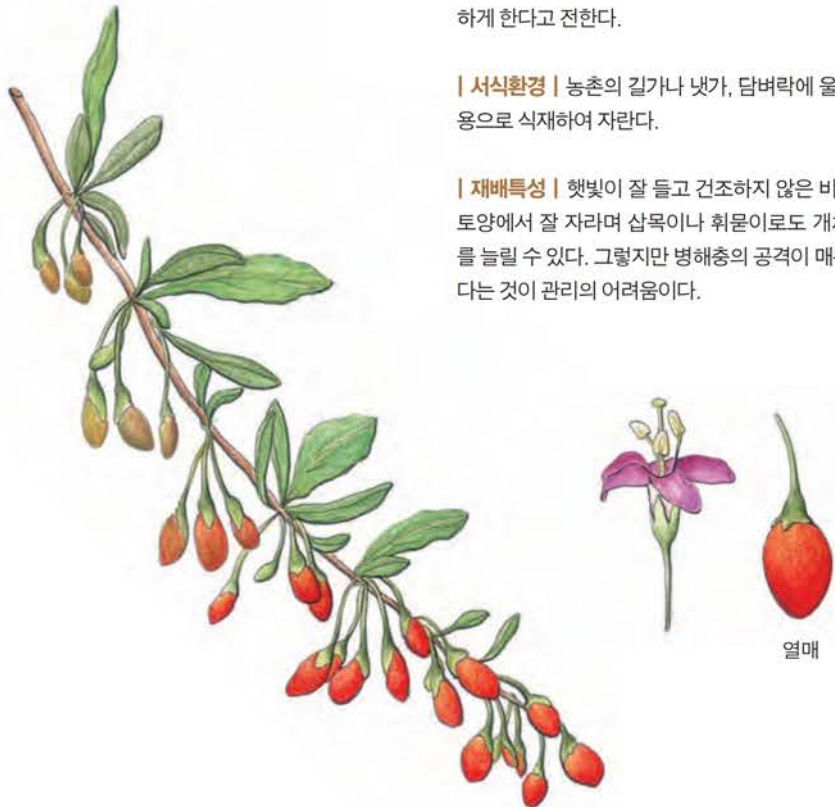 하게 한다고 전한다.
| 서식환경 | 농촌의 길가나 냇가, 담벼락에 울
용으로 식재하여 자란다.
| 재배특성 | 햇빛이 잘 들고 건조하지 않은 비
토양에서 잘 자라며 삽목이나 휘묻이로도 개
를 늘릴 수 있다. 그렇지만 병해충의 공격이 매
다는 것이 관리의 어려움이다.
열매